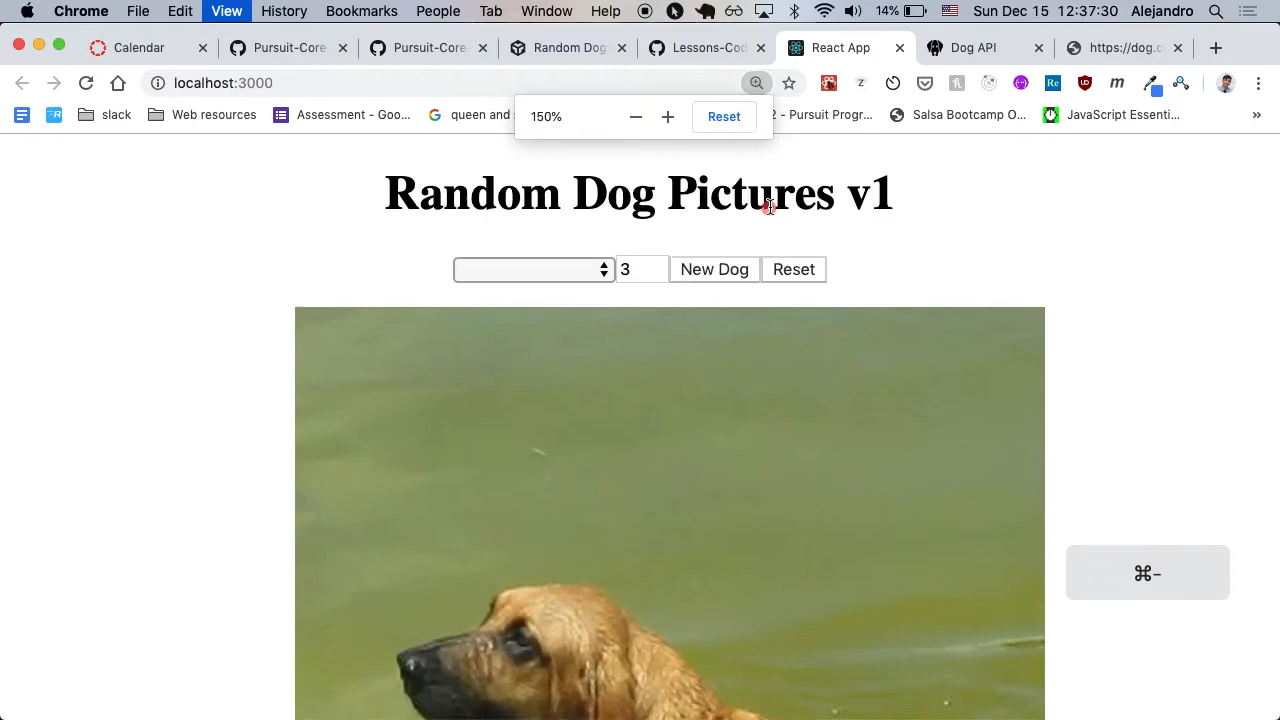 Chrome File Edit View History Bookmarks People Tab Window Help 14% Sun Dec 15 12:37:30 Alejandro
Calendar Pursuit-Core Pursuit-Core Random Dog Lessons-Cod React App Dog API https://dog.c
localhost:3000
slack Web resources Assessment - Goo... queen and 2 - Pursuit Progr... Salsa Bootcamp O... JavaScript Essenti... »
150% Reset
Random Dog Pictures v1
3 New Dog Reset
⌘-